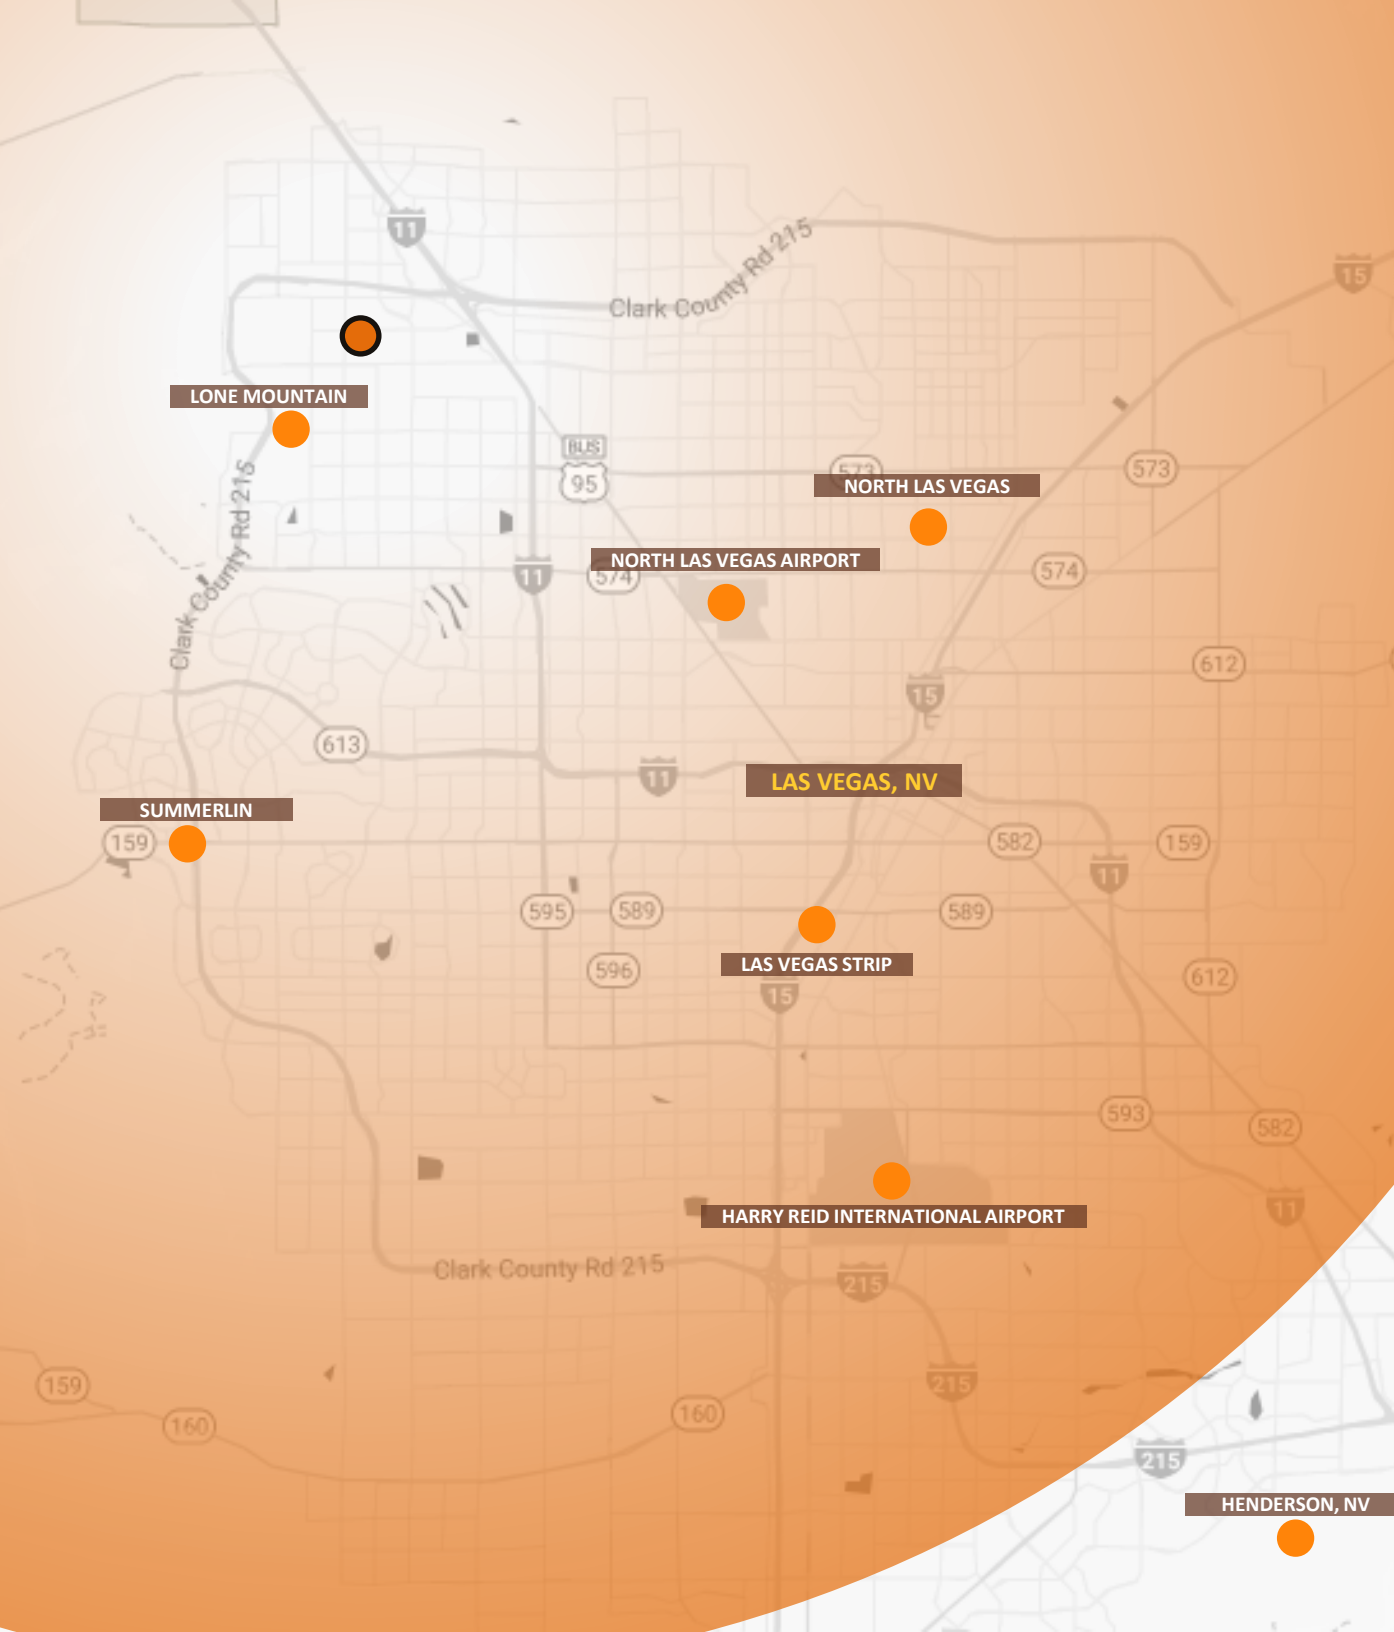 11
Clark County Rd 215
15
LONE MOUNTAIN
BUS
95
573
573
NORTH LAS VEGAS
Clark County Rd 215
NORTH LAS VEGAS AIRPORT
11
574
574
612
15
613
11
LAS VEGAS, NV
SUMMERLIN
159
582
159
11
595
589
589
LAS VEGAS STRIP
596
612
15
593
582
HARRY REID INTERNATIONAL AIRPORT
11
Clark County Rd 215
215
159
215
160
160
215
HENDERSON, NV